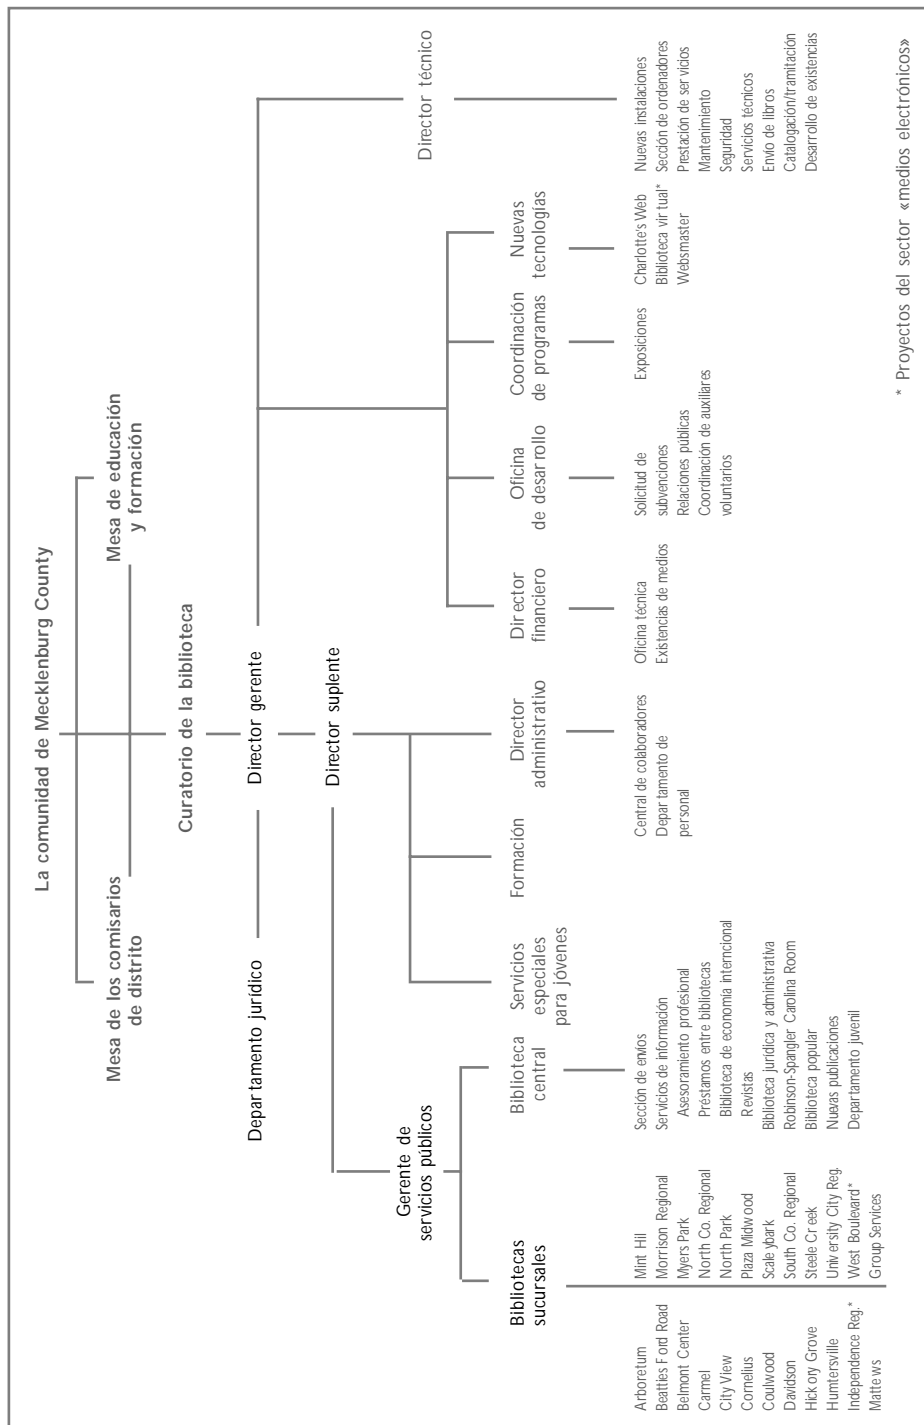 La comunidad de Mecklenburg County
Mesa de los comisarios
de distrito
Mesa de educación
y formación
Curatorio de la biblioteca
Departamento jurídico
Director gerente
Director suplente
Gerente de
servicios públicos
Director técnico
Bibliotecas
sucursales
Biblioteca
central
Servicios
especiales
para jóvenes
Formación
Director
administrativo
Director
financiero
Oficina
de desarrollo
Coordinación
de programas
Nuevas
tecnologías
Arboretum
Beatties Ford Road
Belmont Center
Carmel
City View
Cornelius
Coulwood
Davidson
Hickory Grove
Humtersville
Independence Reg.*
Mattews
Mint Hil
Morrison Regional
Myers Park
North Co. Regional
North Park
Plaza Midwood
Scaleybark
South Co. Regional
Steele Creek
University City Reg.
West Boulevard*
Group Services
Sección de envíos
Servicios de información
Asesoramiento profesional
Préstamos entre bibliotecas
Biblioteca de economía interncional
Revistas
Biblioteca jurídica y administrativa
Robinson-Spangler Carolina Room
Biblioteca popular
Nuevas publicaciones
Departamento juvenil
Central de colaboradores
Departamento de
personal
Oficina técnica
Existencias de medios
Solicitud de
subvenciones
Relaciones públicas
Coordinación de auxiliares
voluntarios
Exposiciones
Charlotte's Web
Biblioteca virtual*
Websmaster
Nuevas instalaciones
Sección de ordenadores
Prestación de servicios
Mantenimiento
Seguridad
Servicios técnicos
Envío de libros
Catalogación/tramitación
Desarrollo de existencias
* Proyectos del sector «medios electrónicos»